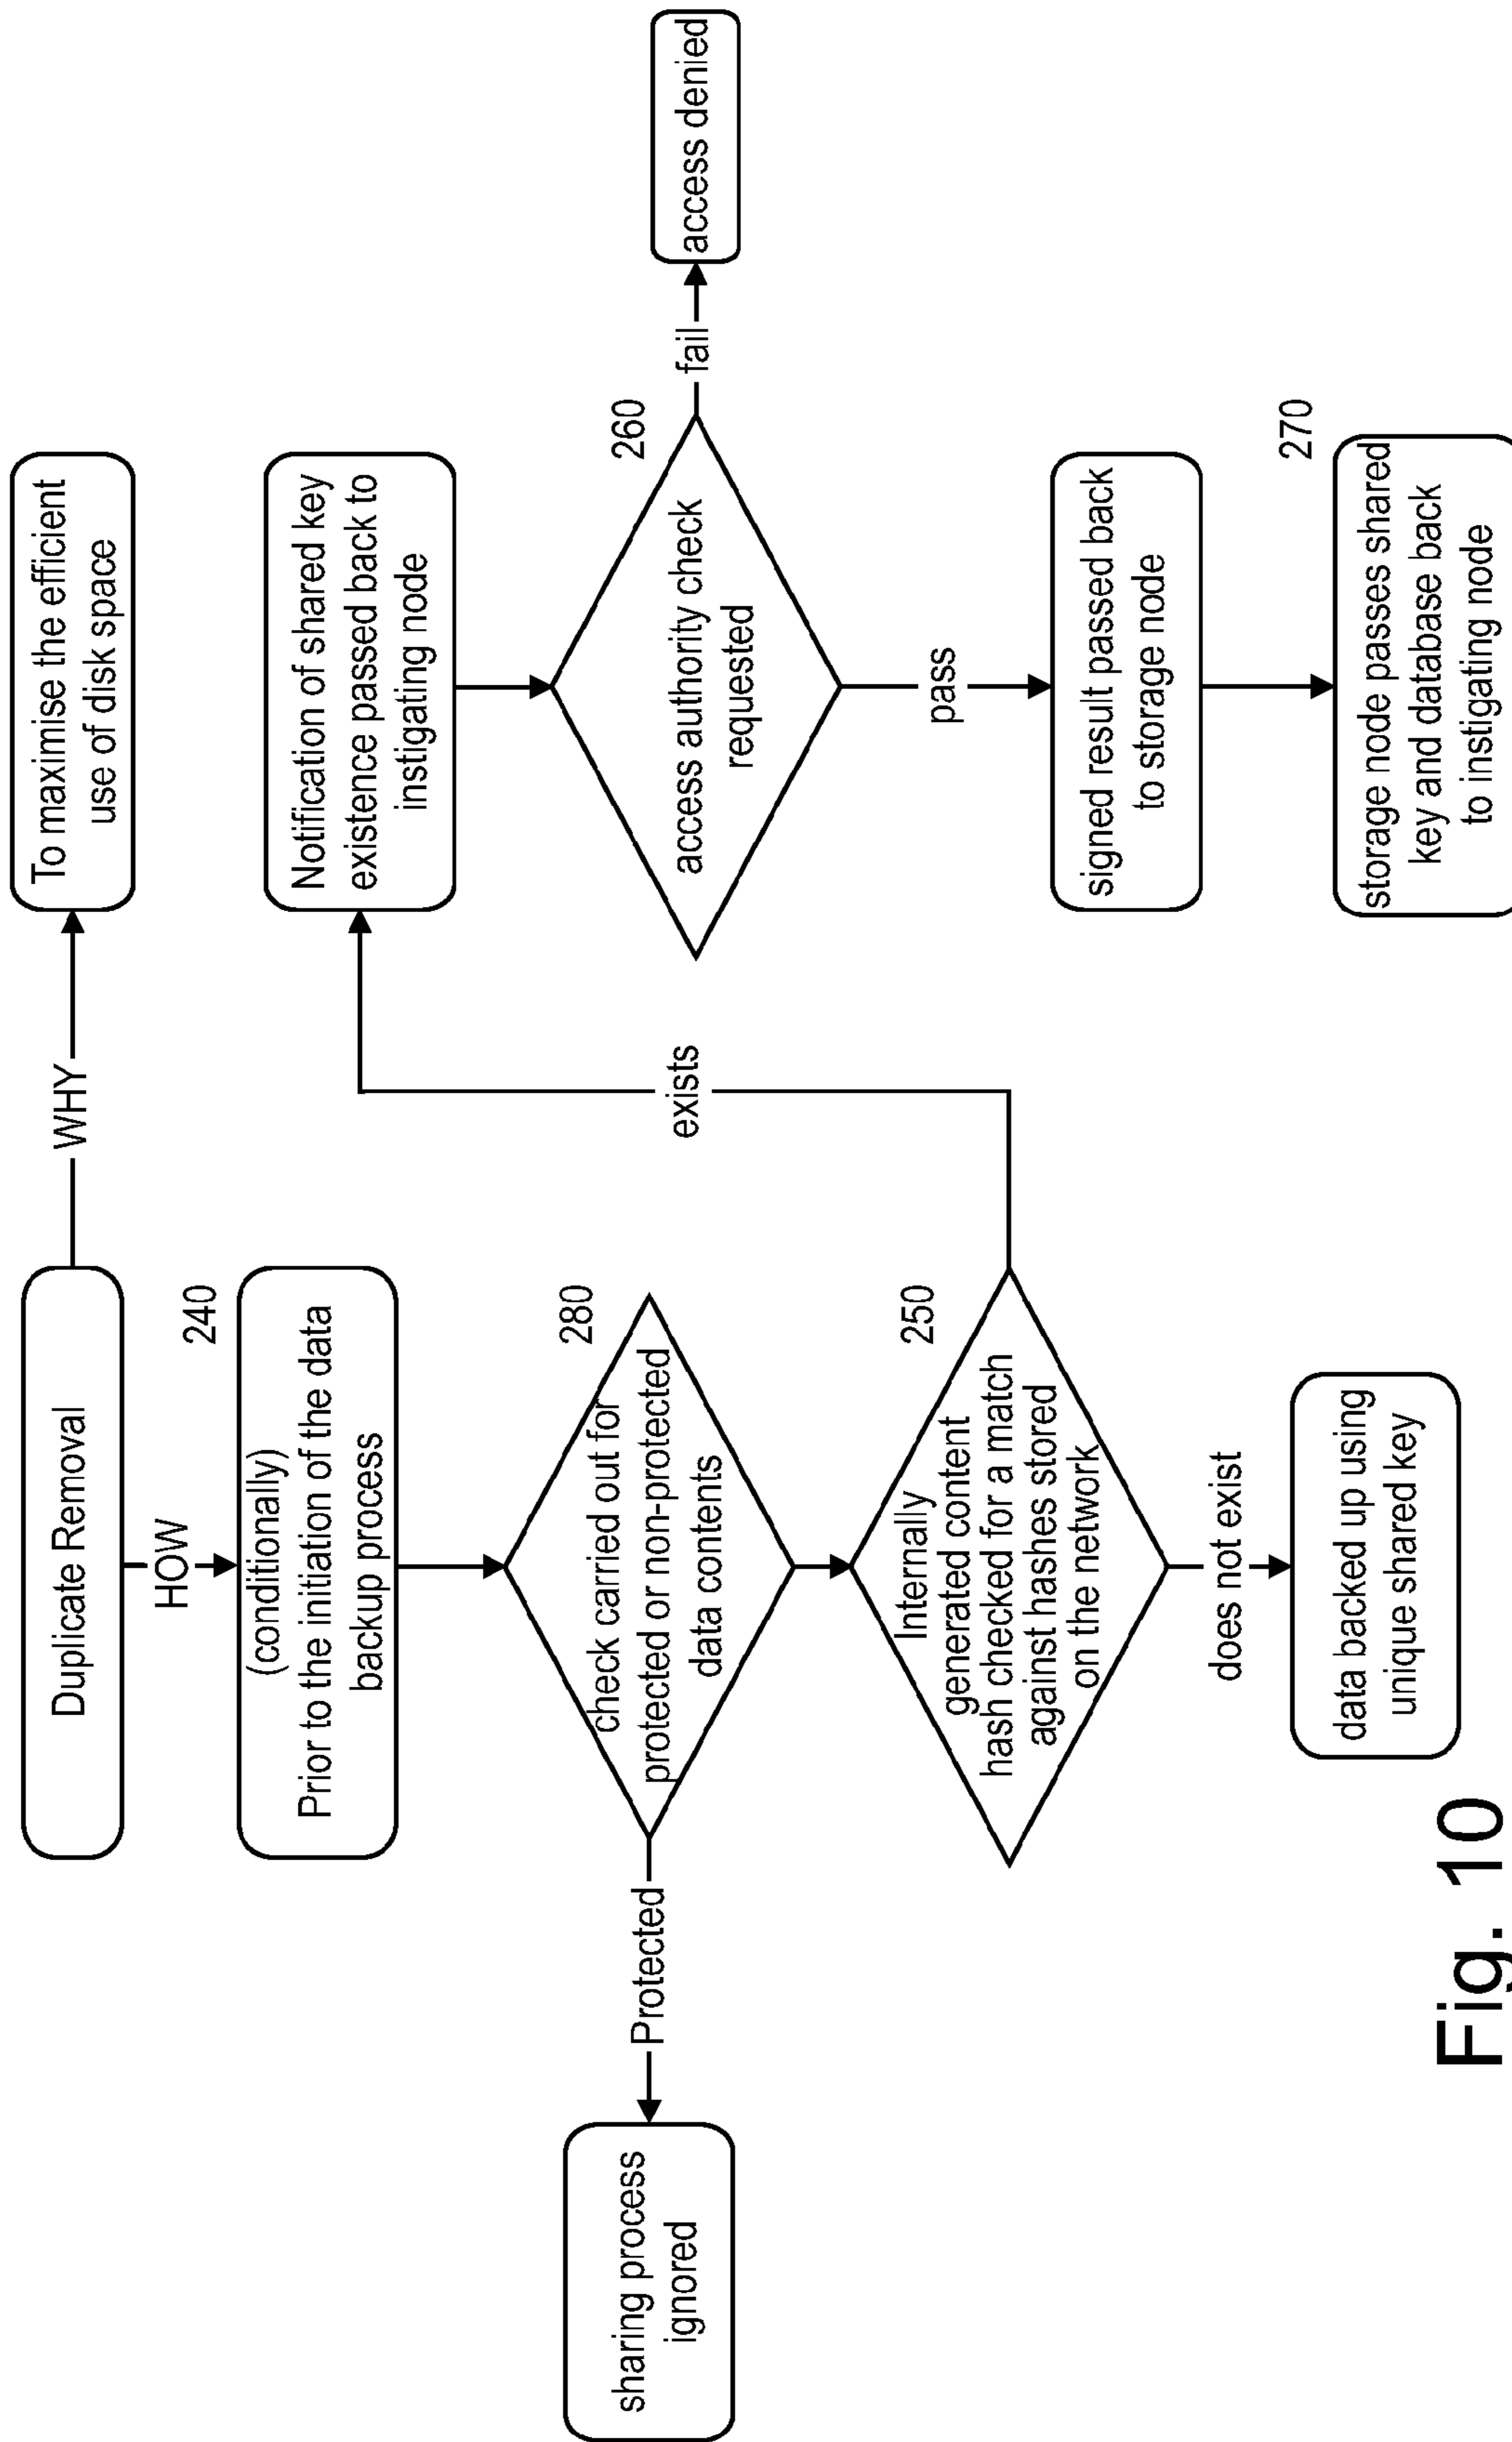 Duplicate Removal
WHY
To maximise the efficient
use of disk space
HOW
240
(conditionally)
Prior to the initiation of the data
backup process
280
check carried out for
protected or non-protected
data contents
Protected
sharing process
ignored
250
Internally
generated content
hash checked for a match
against hashes stored
on the network
does not exist
data backed up using
unique shared key
exists
Notification of shared key
existence passed back to
instigating node
260
access authority check
requested
fail
access denied
pass
signed result passed back
to storage node
270
storage node passes shared
key and database back
to instigating node
Fig. 10